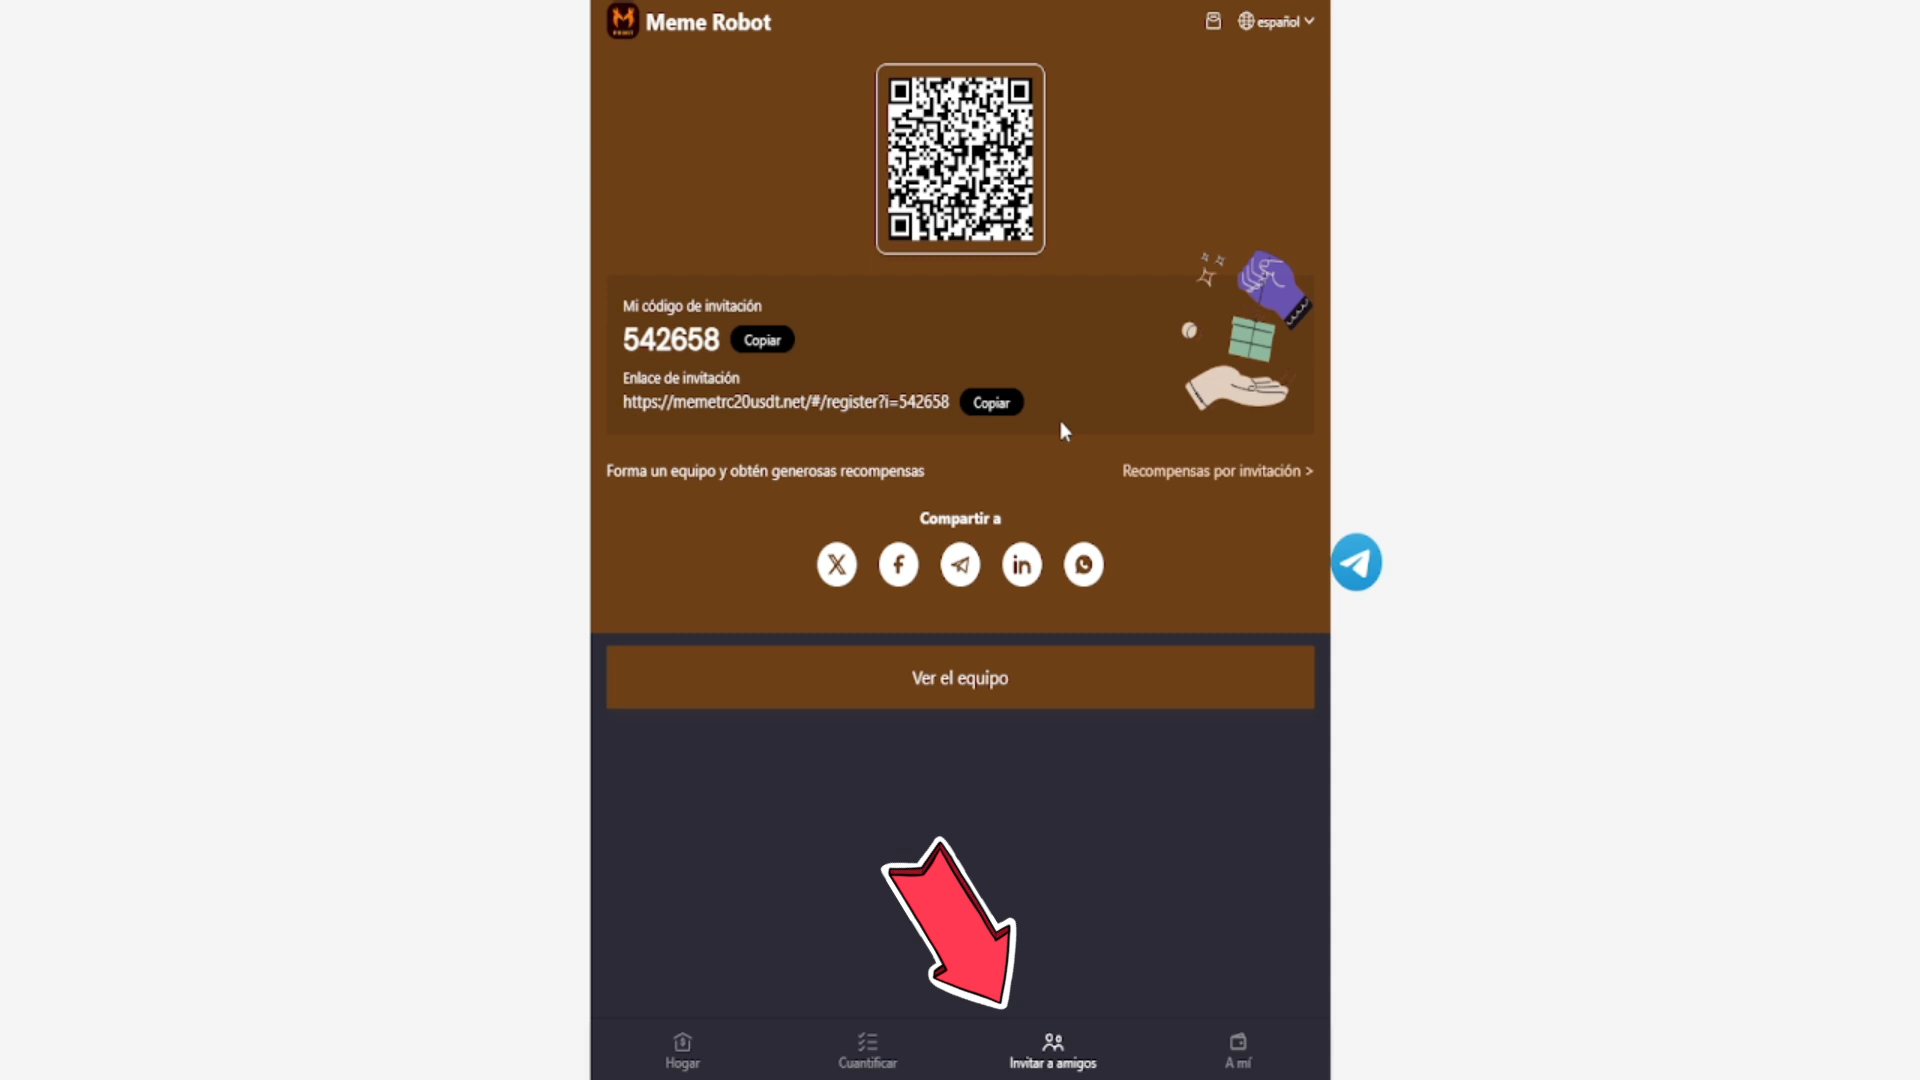 Meme Robot
español
Mi código de invitación
542658 Copiar
Enlace de invitación
https://memetrc20usdt.net/#/register?i=542658 Copiar
Forma un equipo y obtén generosas recompensas
Recompensas por invitación >
Compartir a
Ver el equipo
Hogar
Cuantificar
Invitar a amigos
A mí